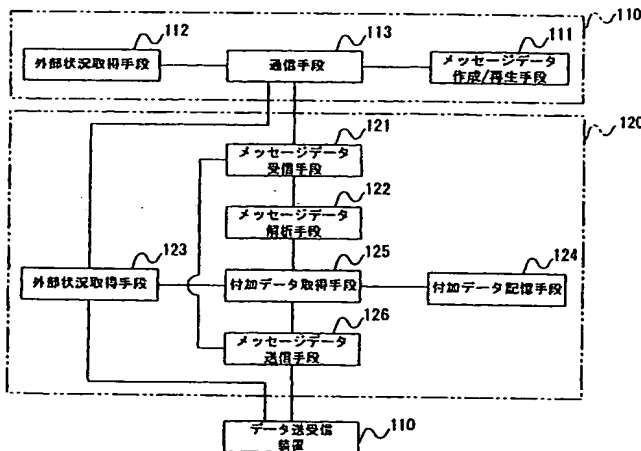 110
112
113
111
外部状況取得手段
通信手段
メッセージデータ
作成/再生手段
120
121
メッセージデータ
受信手段
122
メッセージデータ
解析手段
123
125
124
外部状況取得手段
付加データ取得手段
付加データ記憶手段
126
メッセージデータ
送信手段
データ送受信
装置
110